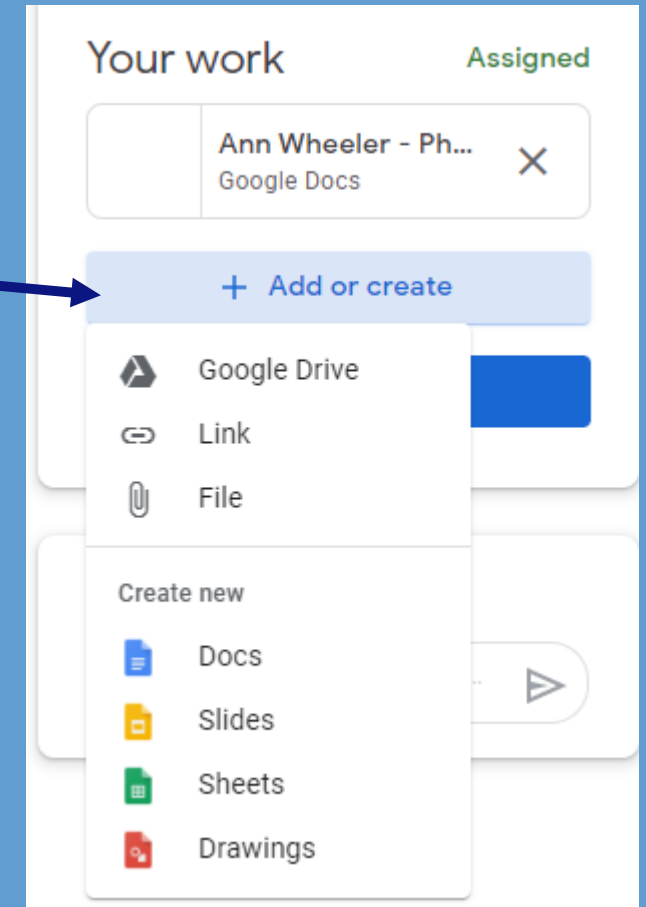 Your work Assigned
Ann Wheeler - Ph...
Google Docs
+ Add or create
Google Drive
Link
File
Create new
Docs
Slides
Sheets
Drawings